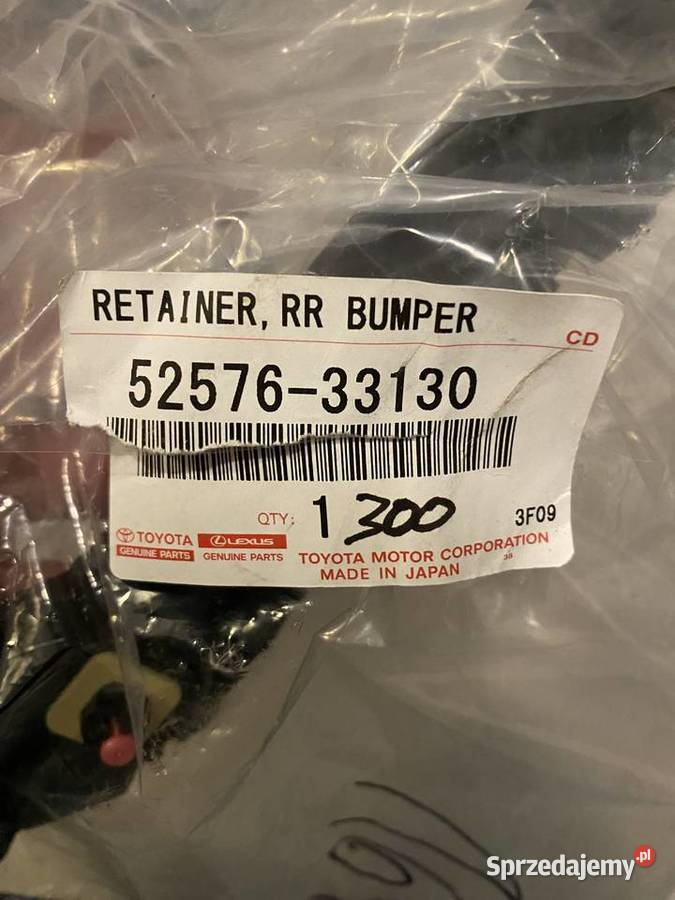 RETAINER, RR BUMPER
CD
52576-33130
QTY: 1 300
3F09
TOYOTA LEXUS
GENUINE PARTS GENUINE PARTS
TOYOTA MOTOR CORPORATION
MADE IN JAPAN
38
Sprzedajemy.pl